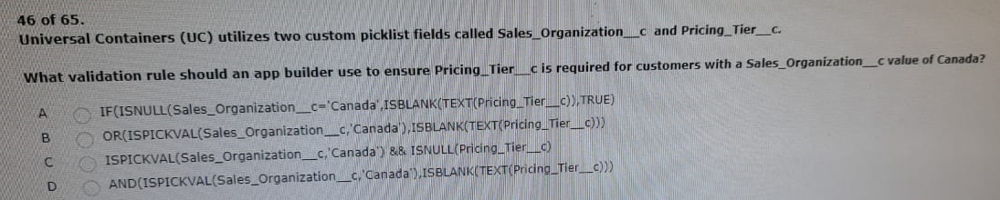 46 of 65.
Universal Containers (UC) utilizes two custom picklist fields called Sales_Organization__c and Pricing_Tier__c.
What validation rule should an app builder use to ensure Pricing_Tier__c is required for customers with a Sales_Organization__c value of Canada?
A IF(ISNULL(Sales_Organization__c='Canada',ISBLANK(TEXT(Pricing_Tier__c)),TRUE)
B OR(ISPICKVAL(Sales_Organization__c,'Canada'),ISBLANK(TEXT(Pricing_Tier__c)))
C ISPICKVAL(Sales_Organization__c,'Canada') && ISNULL(Pricing_Tier__c)
D AND(ISPICKVAL(Sales_Organization__c,'Canada'),ISBLANK(TEXT(Pricing_Tier__c)))